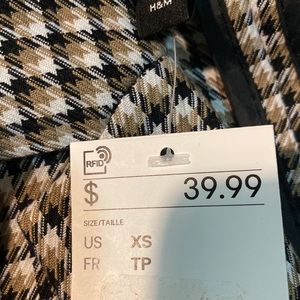 H&M
RFID
$ 39.99
SIZE/TAILLE
US XS
FR TP